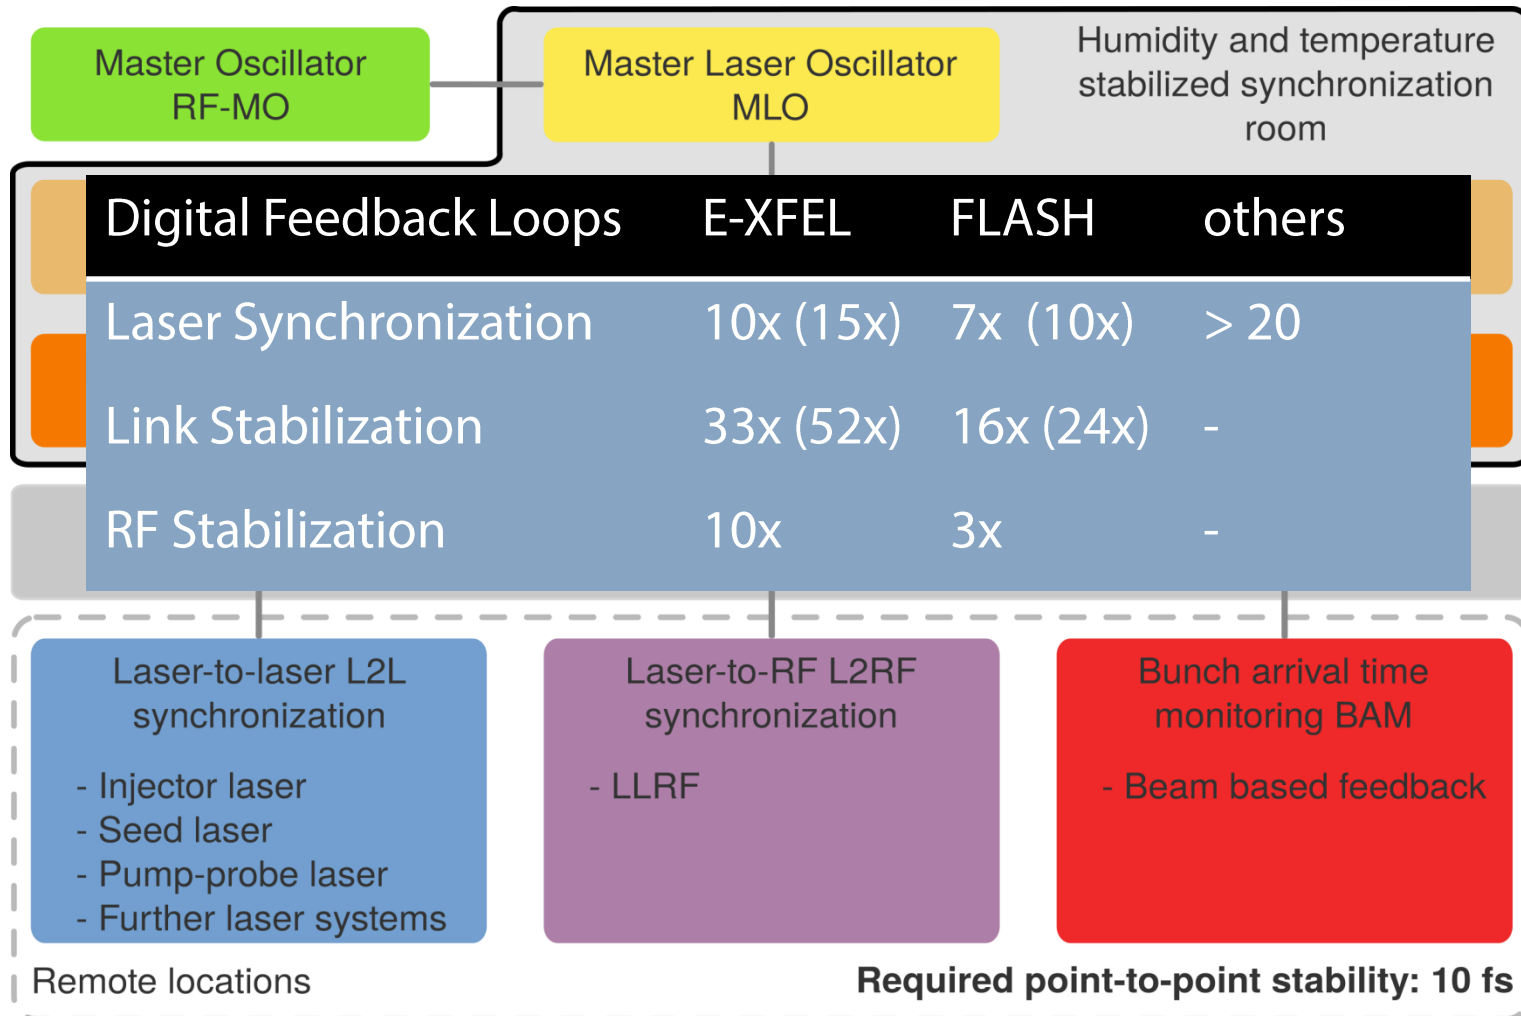 Master Oscillator
RF-MO
Master Laser Oscillator
MLO
Humidity and temperature
stabilized synchronization
room
Digital Feedback Loops E-XFEL FLASH others
Laser Synchronization 10x (15x) 7x (10x) > 20
Link Stabilization 33x (52x) 16x (24x) -
RF Stabilization 10x 3x -
Laser-to-laser L2L
synchronization
- Injector laser
- Seed laser
- Pump-probe laser
- Further laser systems
Laser-to-RF L2RF
synchronization
- LLRF
Bunch arrival time
monitoring BAM
- Beam based feedback
Remote locations
Required point-to-point stability: 10 fs